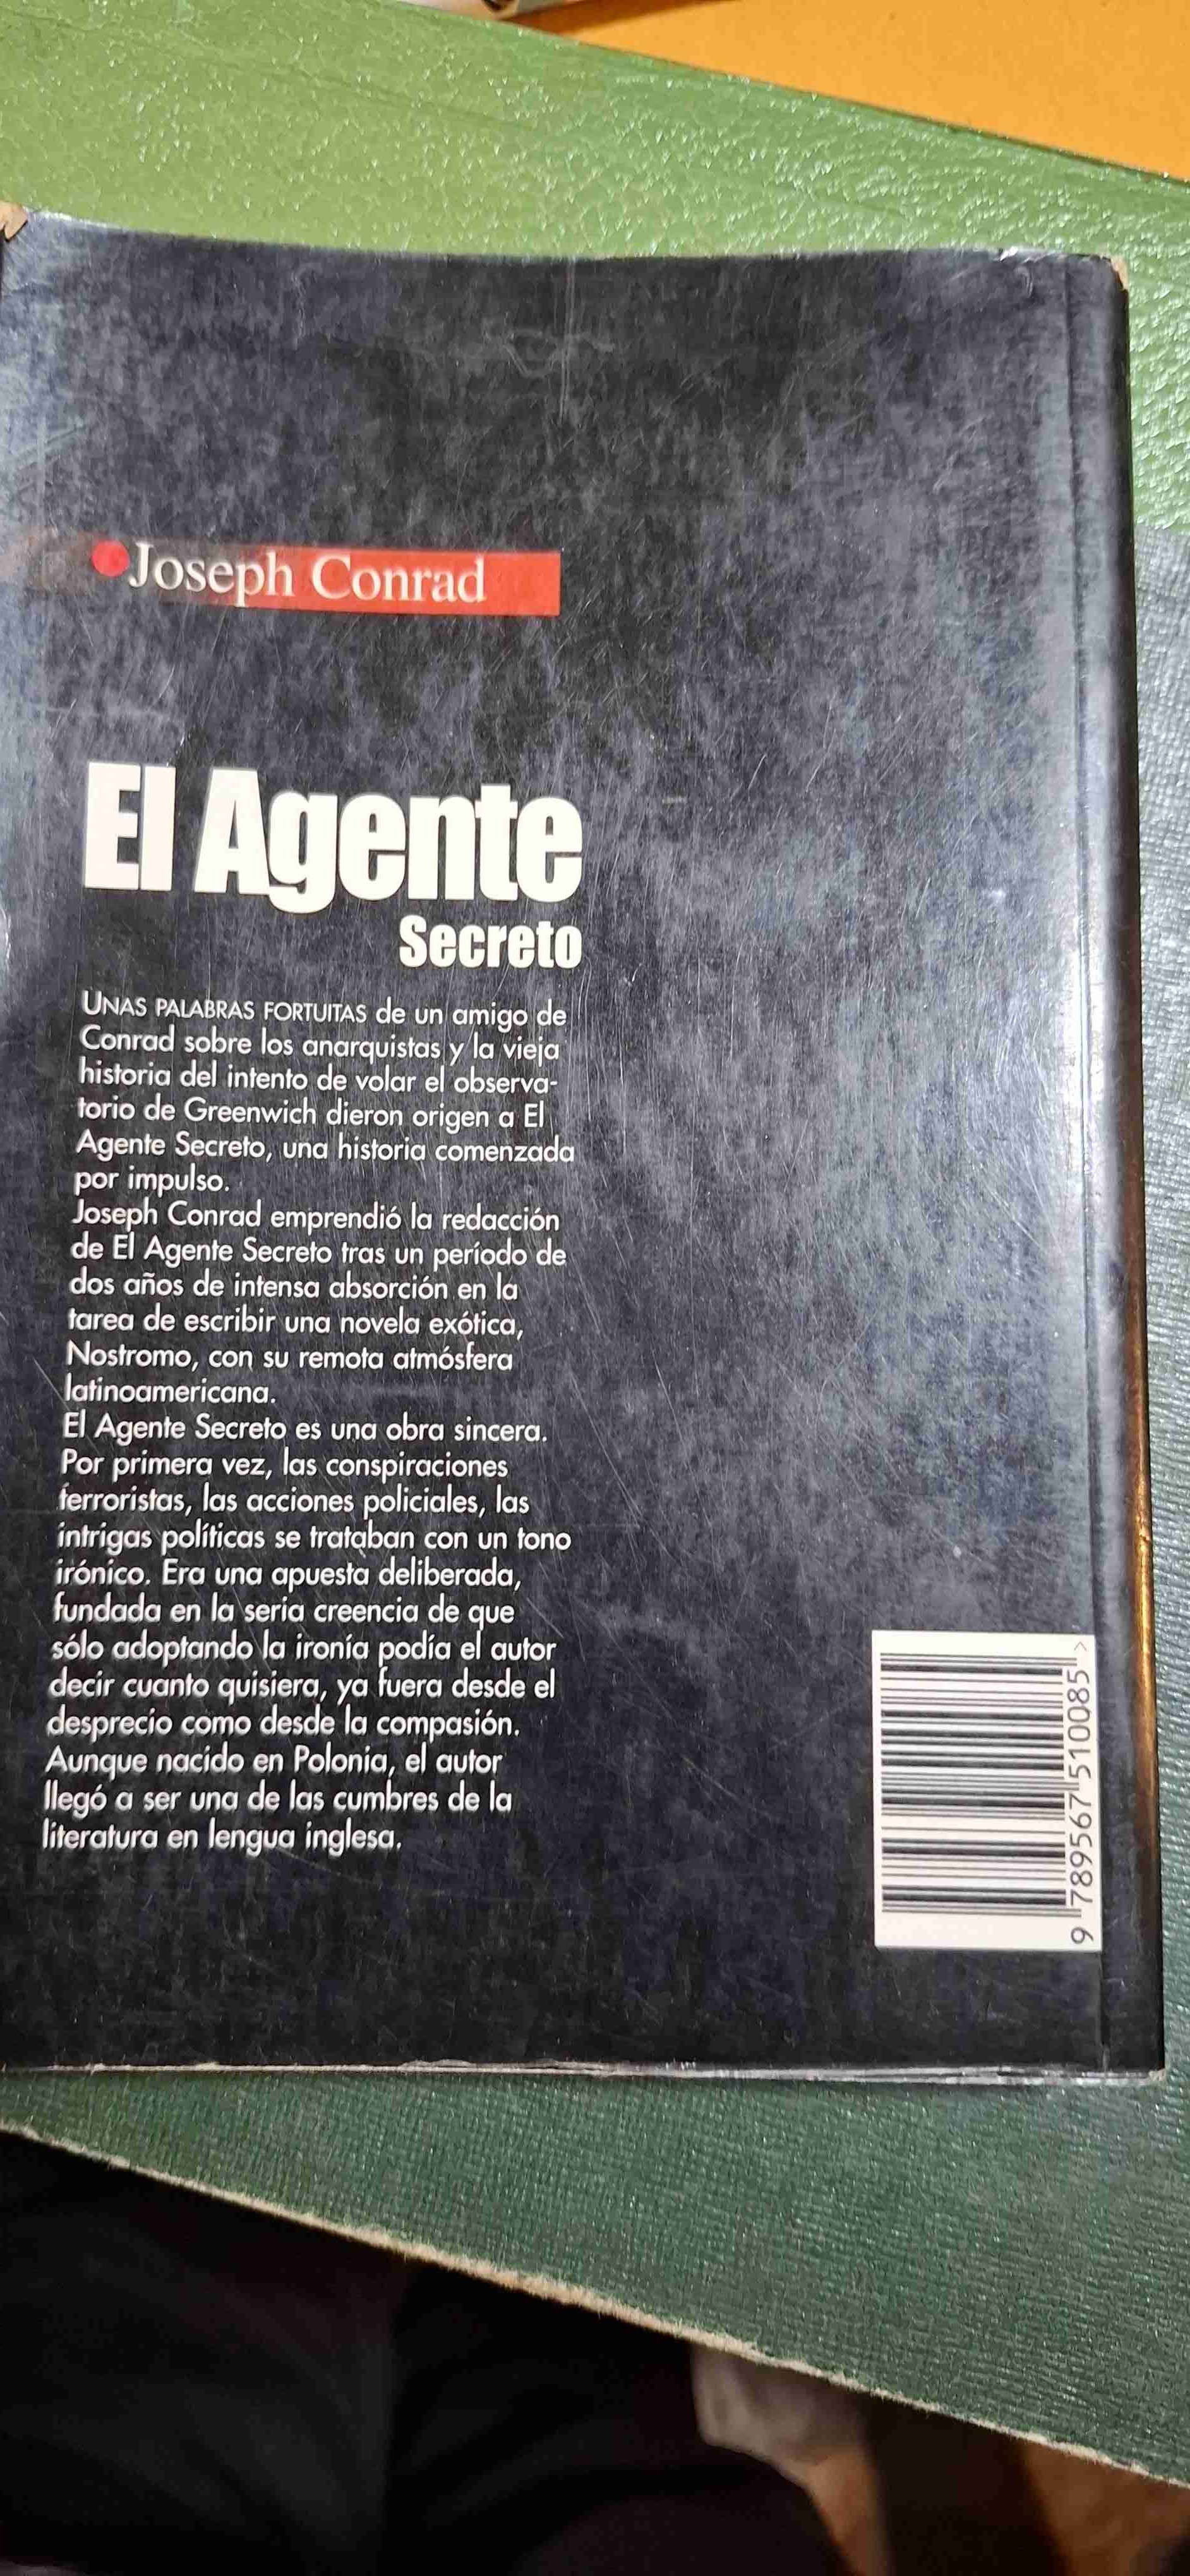 Joseph Conrad
El Agente
Secreto
UNAS PALABRAS FORTUITAS de un amigo de
Conrad sobre los anarquistas y la vieja
historia del intento de volar el observa-
torio de Greenwich dieron origen a El
Agente Secreto, una historia comenzada
por impulso.
Joseph Conrad emprendió la redacción
de El Agente Secreto tras un período de
dos años de intensa absorción en la
tarea de escribir una novela exótica,
Nostromo, con su remota atmósfera
latinoamericana.
El Agente Secreto es una obra sincera.
Por primera vez, las conspiraciones
terroristas, las acciones policiales, las
intrigas políticas se trataban con un tono
irónico. Era una apuesta deliberada,
fundada en la seria creencia de que
sólo adoptando la ironía podía el autor
decir cuanto quisiera, ya fuera desde el
desprecio como desde la compasión.
Aunque nacido en Polonia, el autor
llegó a ser una de las cumbres de la
literatura en lengua inglesa.
9 789567 510085 >